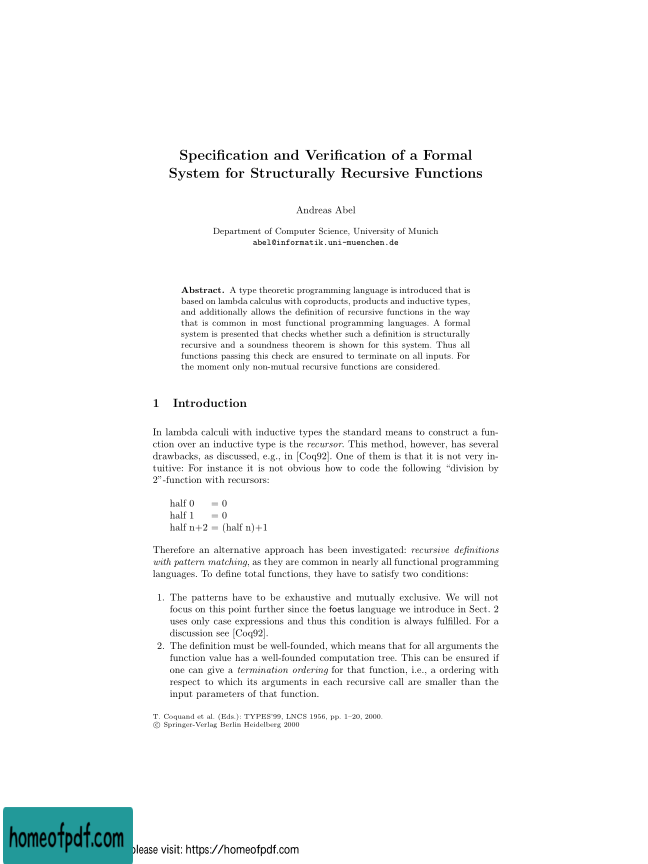 Specification and Verification of a Formal
System for Structurally Recursive Functions
Andreas Abel
Department of Computer Science, University of Munich
abel@informatik.uni-muenchen.de
Abstract. A type theoretic programming language is introduced that is
based on lambda calculus with coproducts, products and inductive types,
and additionally allows the definition of recursive functions in the way
that is common in most functional programming languages. A formal
system is presented that checks whether such a definition is structurally
recursive and a soundness theorem is shown for this system. Thus all
functions passing this check are ensured to terminate on all inputs. For
the moment only non-mutual recursive functions are considered.
1 Introduction
In lambda calculi with inductive types the standard means to construct a fun-
ction over an inductive type is the recursor. This method, however, has several
drawbacks, as discussed, e.g., in [Coq92]. One of them is that it is not very in-
tuitive: For instance it is not obvious how to code the following “division by
2”-function with recursors:
half 0 = 0
half 1 = 0
half n+2 = (half n)+1
Therefore an alternative approach has been investigated: recursive definitions
with pattern matching, as they are common in nearly all functional programming
languages. To define total functions, they have to satisfy two conditions:
1. The patterns have to be exhaustive and mutually exclusive. We will not
focus on this point further since the foetus language we introduce in Sect. 2
uses only case expressions and thus this condition is always fulfilled. For a
discussion see [Coq92].
2. The definition must be well-founded, which means that for all arguments the
function value has a well-founded computation tree. This can be ensured if
one can give a termination ordering for that function, i.e., a ordering with
respect to which its arguments in each recursive call are smaller than the
input parameters of that function.
T. Coquand et al. (Eds.): TYPES’99, LNCS 1956, pp. 1–20, 2000.
© Springer-Verlag Berlin Heidelberg 2000
homeofpdf.com
please visit: https://homeofpdf.com